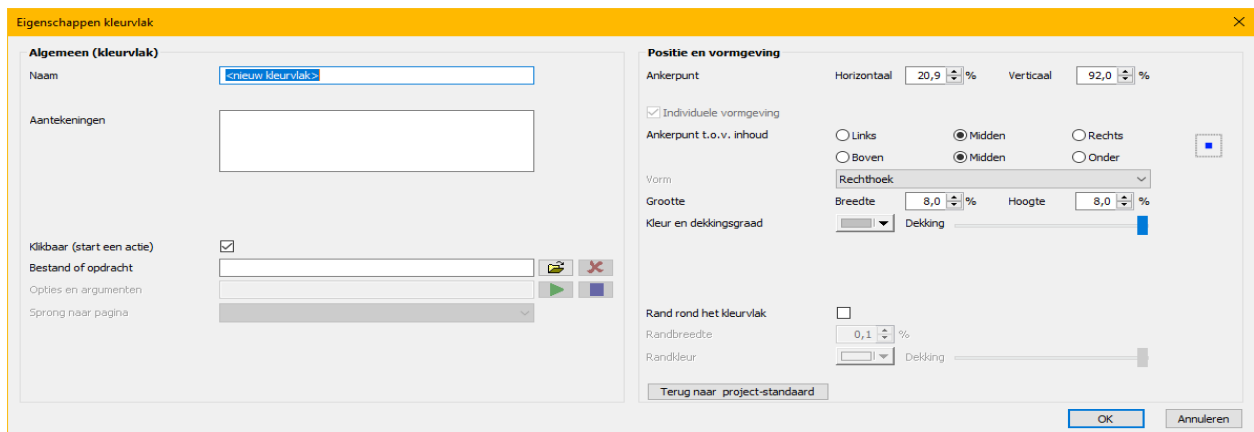 Eigenschappen kleurvlak
Algemeen (kleurvlak)
Naam <nieuw kleurvlak>
Aantekeningen
Klikbaar (start een actie)
Bestand of opdracht
Opties en argumenten
Sprong naar pagina
Positie en vormgeving
Ankerpunt Horizontaal 20,9 % Verticaal 92,0 %
Individuele vormgeving
Ankerpunt t.o.v. inhoud Links Midden Rechts
Boven Midden Onder
Vorm Rechthoek
Grootte Breedte 8,0 % Hoogte 8,0 %
Kleur en dekkingsgraad Dekking
Rand rond het kleurvlak
Randbreedte 0,1 %
Randkleur Dekking
Terug naar project-standaard
OK Annuleren